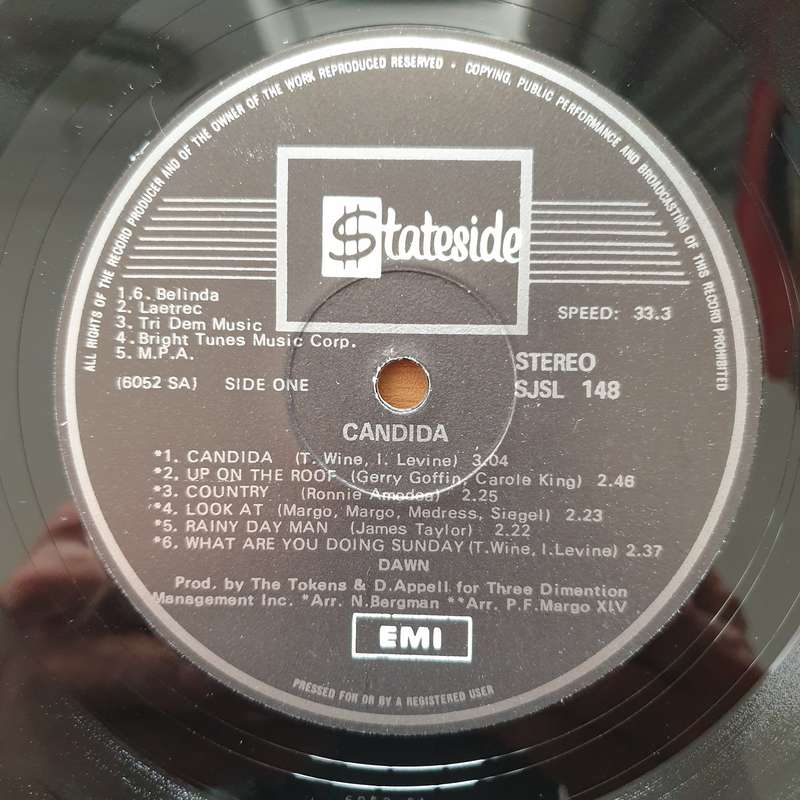 ALL RIGHTS OF THE RECORD PRODUCER AND OF THE OWNER OF THE WORK REPRODUCED RESERVED · COPYING, PUBLIC PERFORMANCE AND BROADCASTING OF THIS RECORD PROHIBITED
$tateside
1.6. Belinda
2. Laetrec
3. Tri Dem Music
4. Bright Tunes Music Corp.
5. M.P.A.
SPEED: 33.3
(6052 SA) SIDE ONE
STEREO
SJSL 148
CANDIDA
*1. CANDIDA (T. Wine, I. Levine) 3.04
*2. UP ON THE ROOF (Gerry Goffin, Carole King) 2.46
*3. COUNTRY (Ronnie Amodea) 2.25
*4. LOOK AT (Margo, Margo, Medress, Siegel) 2.23
*5. RAINY DAY MAN (James Taylor) 2.22
*6. WHAT ARE YOU DOING SUNDAY (T.Wine, I.Levine) 2.37
DAWN
Prod. by The Tokens & D.Appell for Three Dimention
Management Inc. *Arr. N.Bergman **Arr. P.F.Margo XIV
EMI
PRESSED FOR OR BY A REGISTERED USER